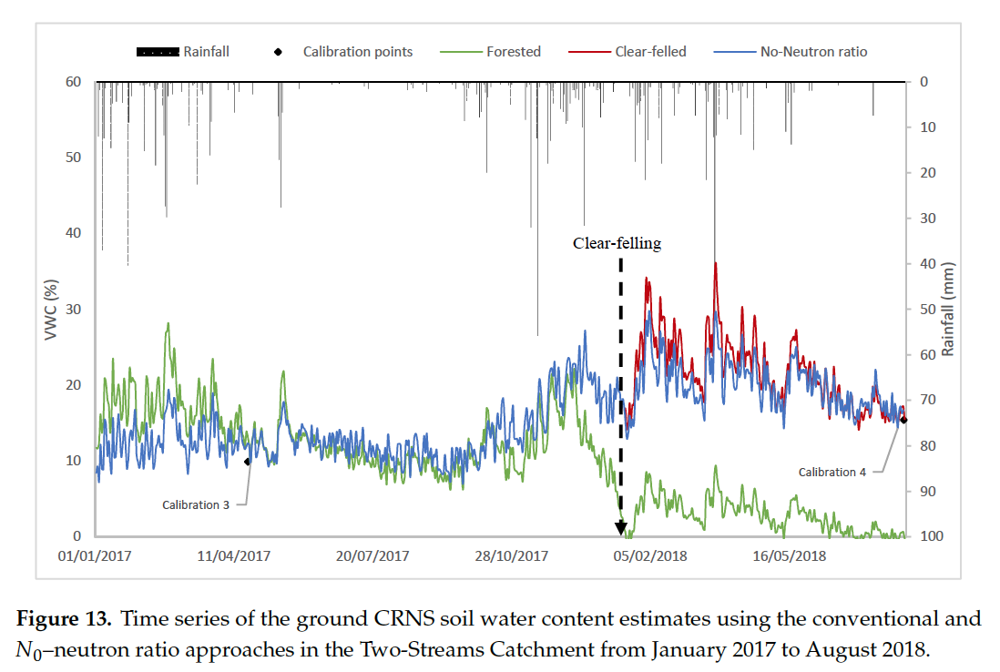 Rainfall Calibration points Forested Clear-felled No-Neutron ratio
60 0
10
50
20
40 30
Clear-felling
40
30 50
60
20 70
80
10
Calibration 4
Calibration 3
90
0 100
VWC (%)
Rainfall (mm)
01/01/2017 11/04/2017 20/07/2017 28/10/2017 05/02/2018 16/05/2018
Figure 13. Time series of the ground CRNS soil water content estimates using the conventional and
N0–neutron ratio approaches in the Two-Streams Catchment from January 2017 to August 2018.